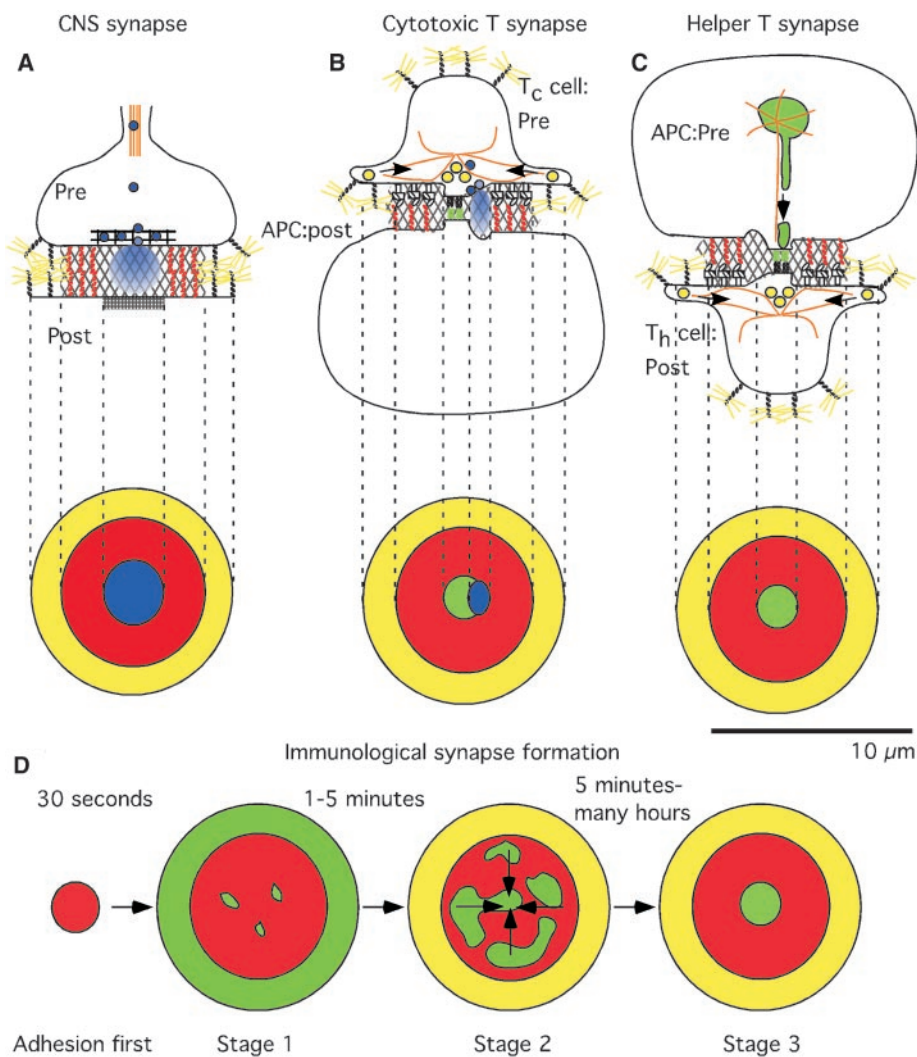 CNS synapse
Cytotoxic T synapse
Helper T synapse
A
B
C
Tc cell:
Pre
APC:Pre
Pre
APC:post
Post
Th cell:
Post
10 µm
D
Immunological synapse formation
30 seconds
1-5 minutes
5 minutes-
many hours
Adhesion first
Stage 1
Stage 2
Stage 3